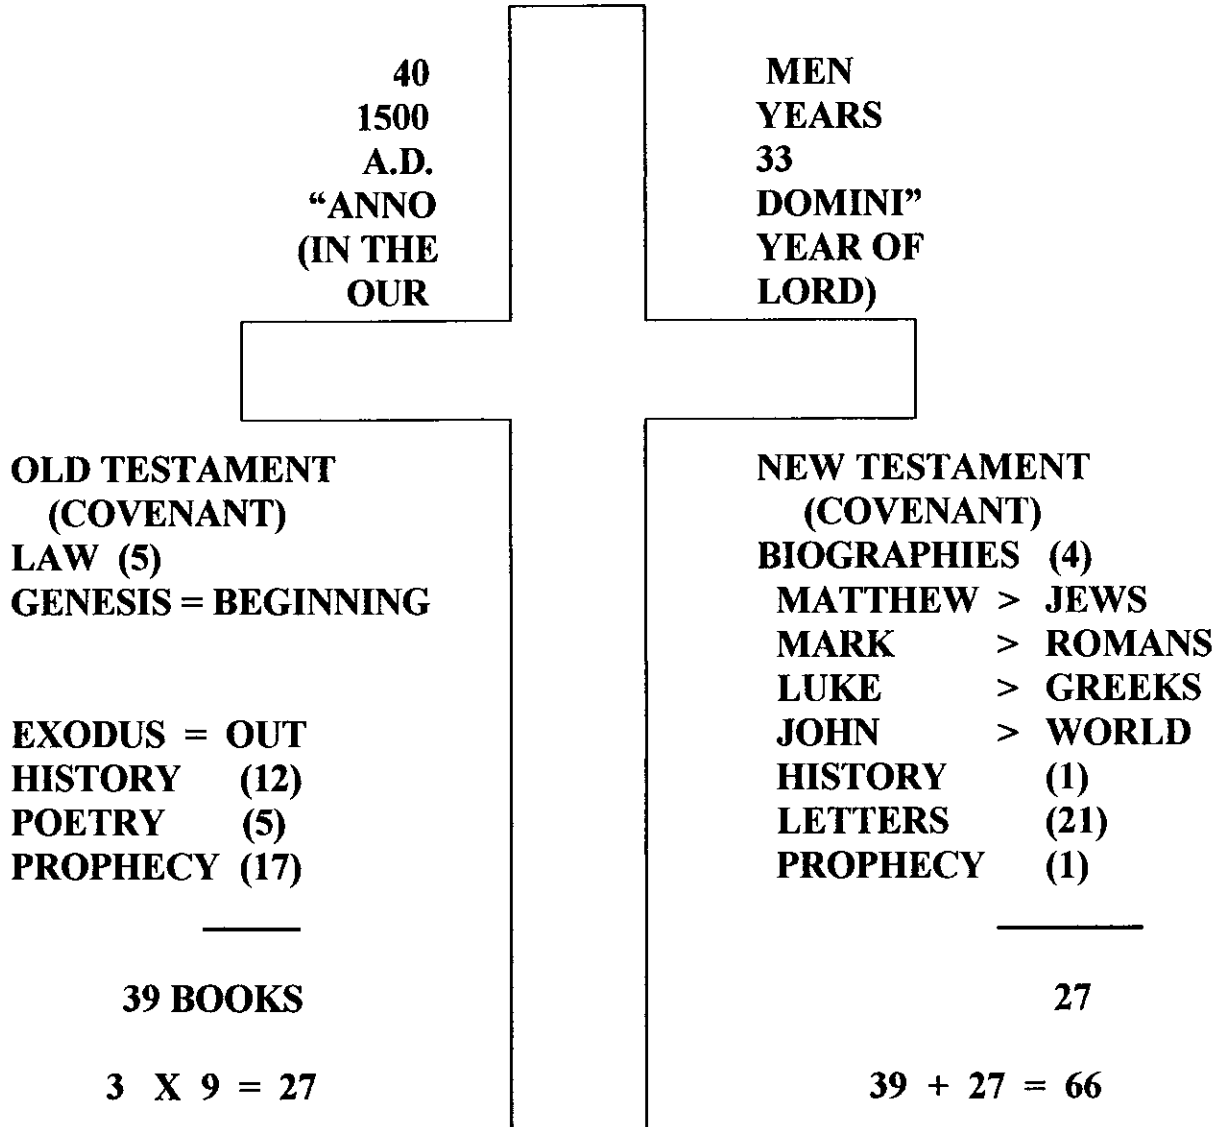 40 MEN
1500 YEARS
A.D. 33
“ANNO DOMINI”
(IN THE YEAR OF
OUR LORD)
OLD TESTAMENT
(COVENANT)
LAW (5)
GENESIS = BEGINNING
EXODUS = OUT
HISTORY (12)
POETRY (5)
PROPHECY (17)
39 BOOKS
3 X 9 = 27
NEW TESTAMENT
(COVENANT)
BIOGRAPHIES (4)
MATTHEW > JEWS
MARK > ROMANS
LUKE > GREEKS
JOHN > WORLD
HISTORY (1)
LETTERS (21)
PROPHECY (1)
27
39 + 27 = 66